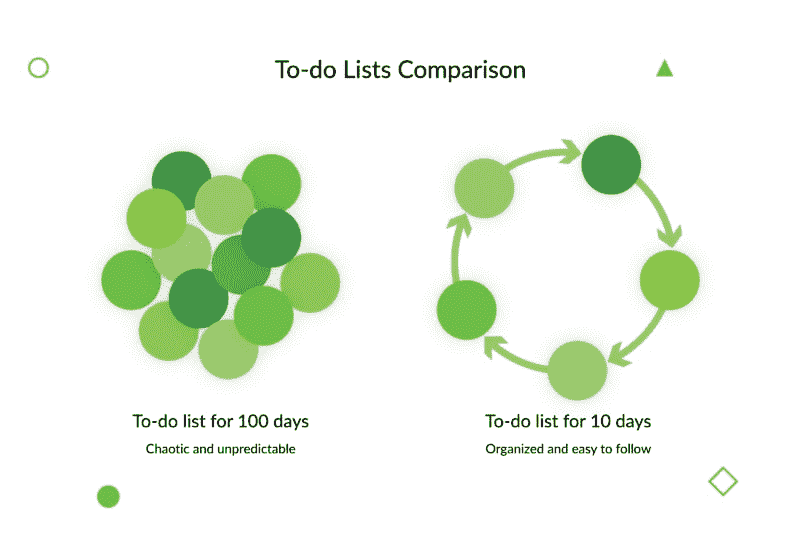 To-do Lists Comparison
To-do list for 100 days
Chaotic and unpredictable
To-do list for 10 days
Organized and easy to follow